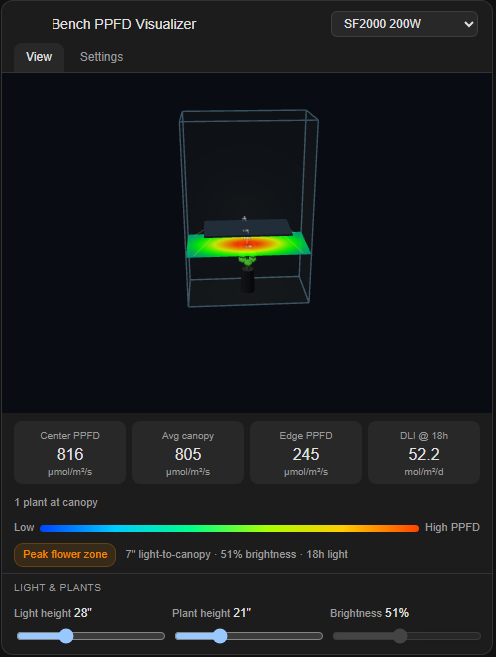 Bench PPFD Visualizer
SF2000 200W
View Settings
Center PPFD Avg canopy Edge PPFD DLI @ 18h
816 805 245 52.2
μmol/m²/s μmol/m²/s μmol/m²/s mol/m²/d
1 plant at canopy
Low High PPFD
Peak flower zone 7" light-to-canopy · 51% brightness · 18h light
LIGHT & PLANTS
Light height 28" Plant height 21" Brightness 51%